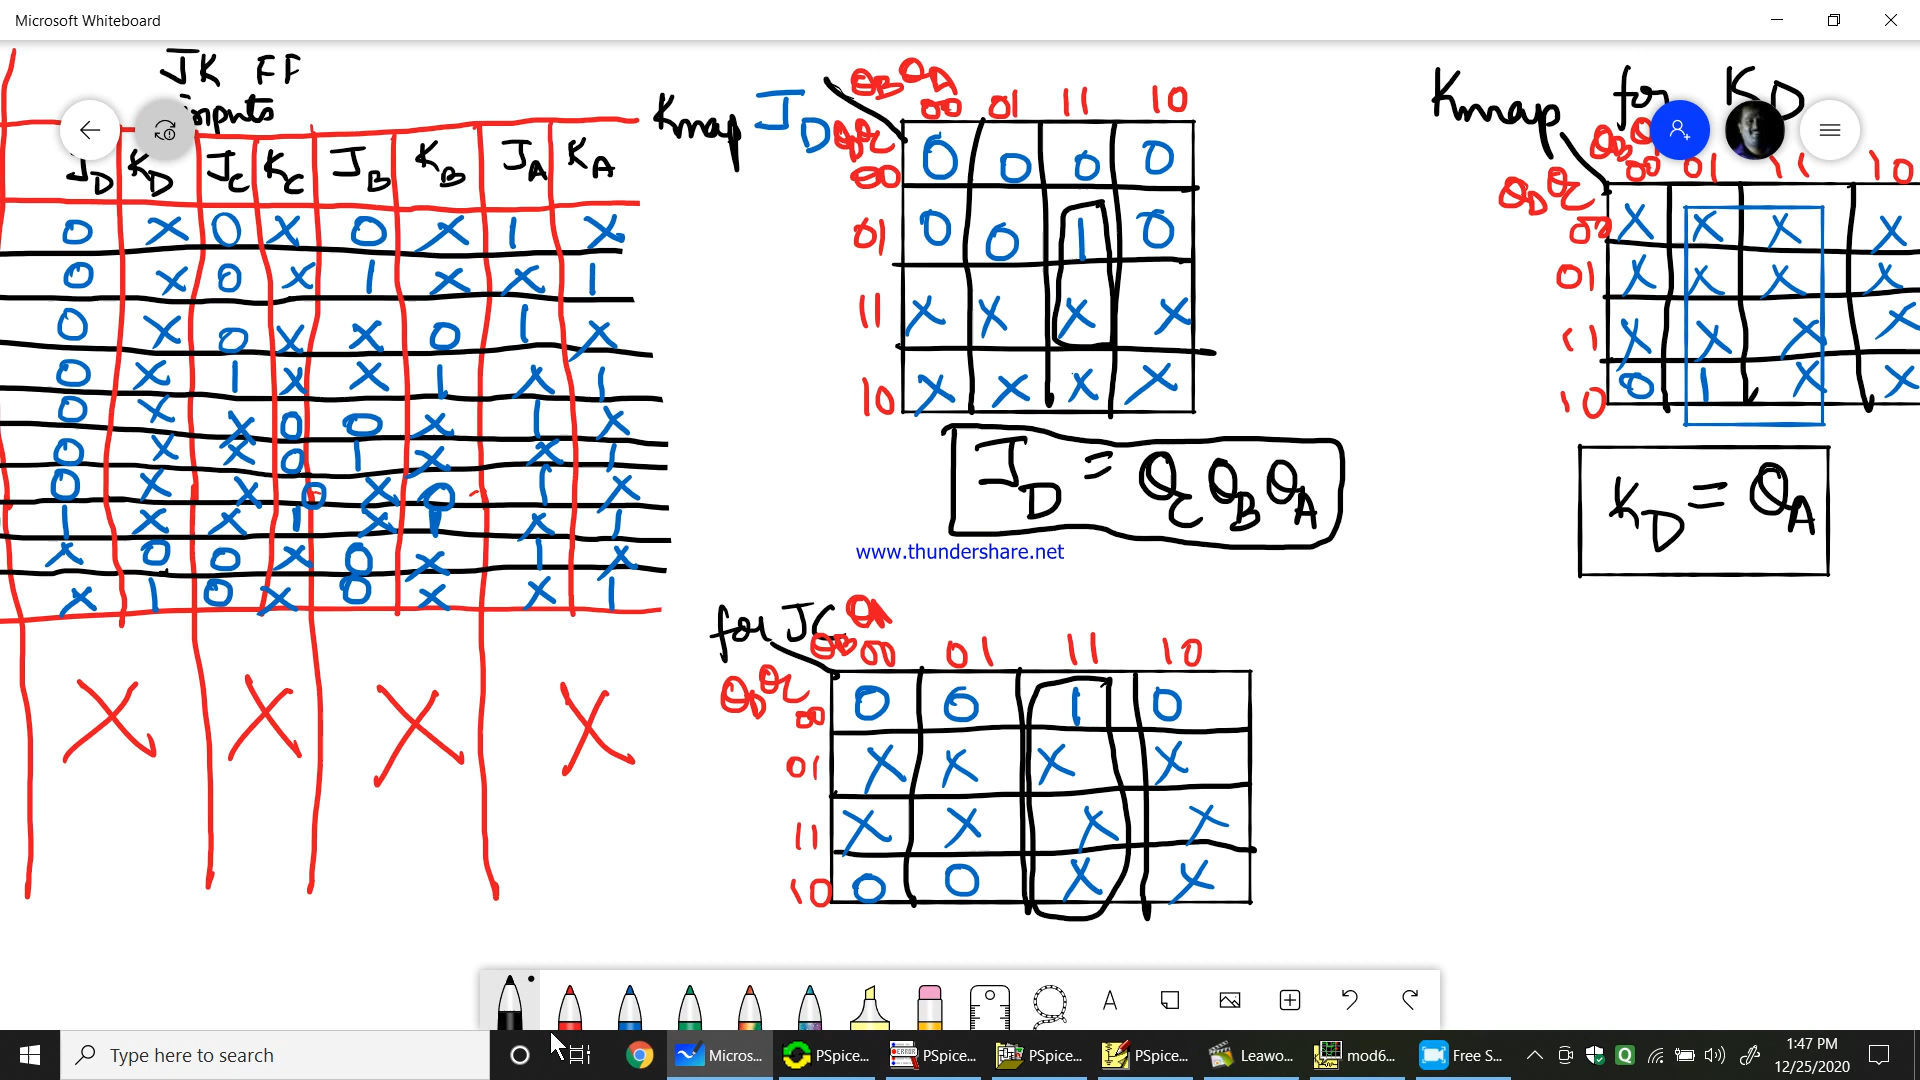 Microsoft Whiteboard
JK FF
inputs
JD KD JC KC JB KB JA KA
0 X 0 X 0 X 1 X
0 X 0 X 1 X X 1
0 X 0 X X 0 1 X
0 X 1 X X 1 X 1
0 X X 0 0 X 1 X
0 X X 0 1 X X 1
0 X X 0 X 0 1 X
1 X X 1 X 1 X 1
X 0 0 X 0 X 1 X
X 1 0 X 0 X X 1
X X X X
Kmap JD
QB QA
00 01 11 10
QD QC
00 0 0 0 0
01 0 0 1 0
11 X X X X
10 X X X X
JD = QC QB QA
www.thundershare.net
Kmap for KD
00 01 11 10
QD QC
00 X X X X
01 X X X X
11 X X X X
10 0 1 X X
KD = QA
for JC
QB QA
00 01 11 10
QD QC
00 0 0 1 0
01 X X X X
11 X X X X
10 0 0 X X
A
Type here to search
Micros...
PSpice...
PSpice...
PSpice...
PSpice...
Leawo...
mod6...
Free S...
1:47 PM
12/25/2020